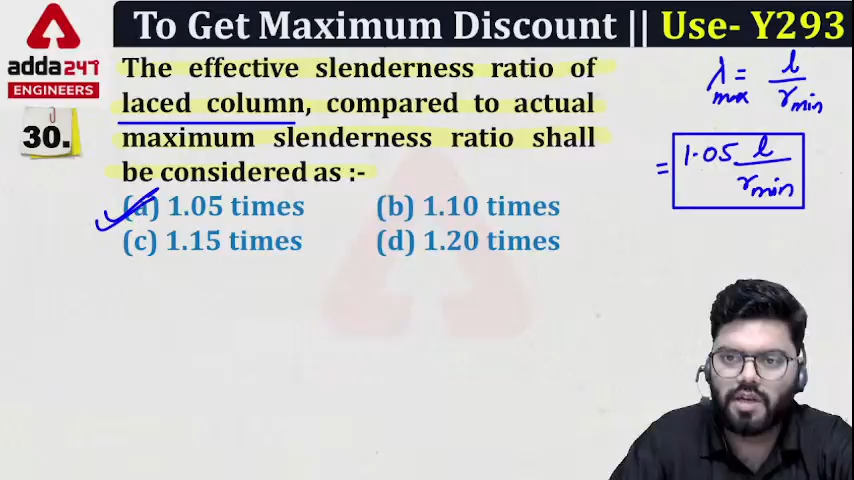 To Get Maximum Discount || Use- Y293
adda247
ENGINEERS
30.
The effective slenderness ratio of
laced column, compared to actual
maximum slenderness ratio shall
be considered as :-
(a) 1.05 times
(b) 1.10 times
(c) 1.15 times
(d) 1.20 times
λmax = l/rmin
= 1.05 l/rmin